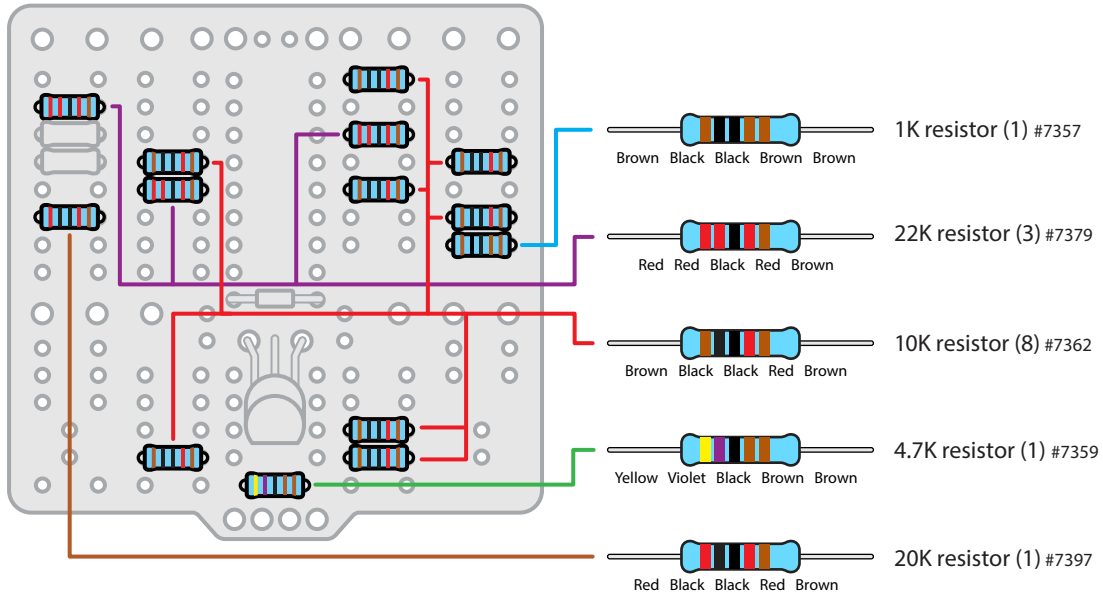 1K resistor (1) #7357
Brown Black Black Brown Brown
22K resistor (3) #7379
Red Red Black Red Brown
10K resistor (8) #7362
Brown Black Black Red Brown
4.7K resistor (1) #7359
Yellow Violet Black Brown Brown
20K resistor (1) #7397
Red Black Black Red Brown